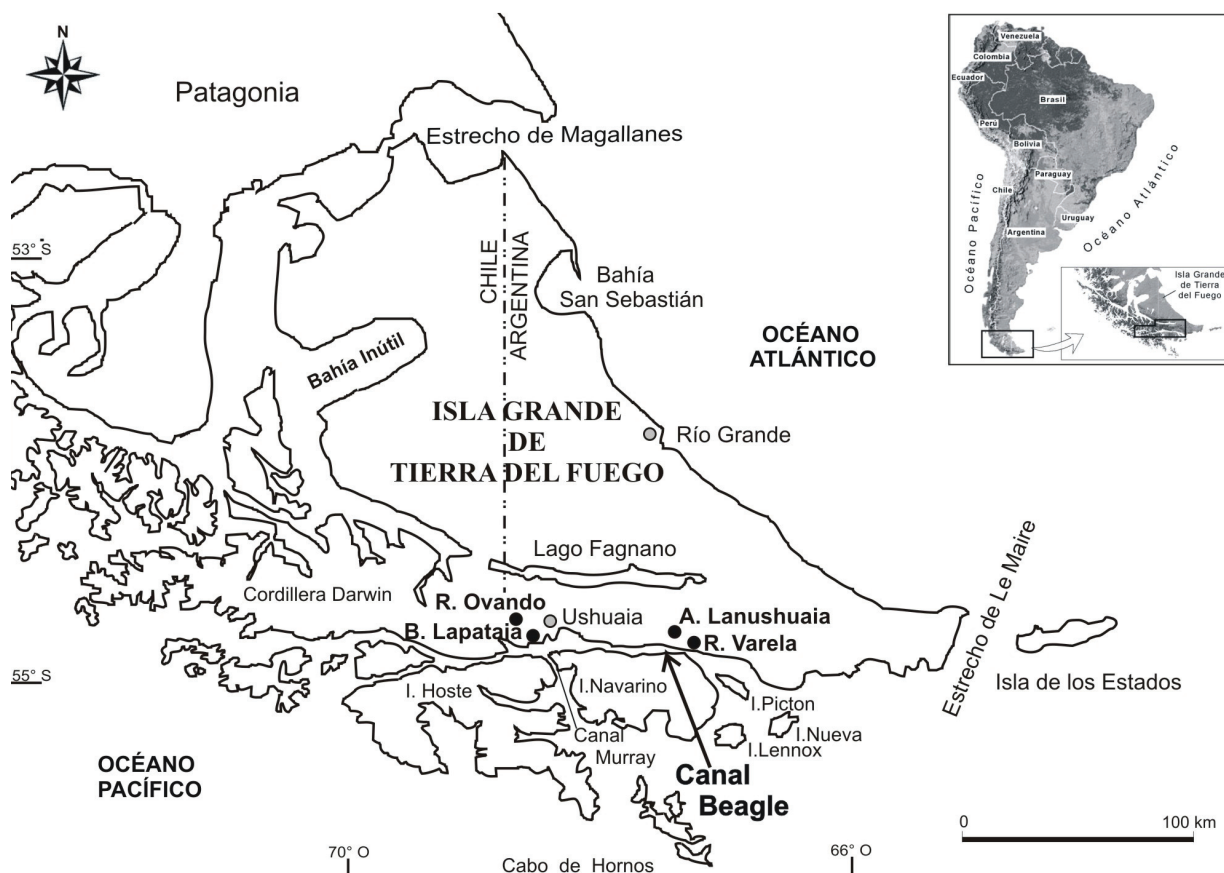 N
Patagonia
Estrecho de Magallanes
53° S
CHILE
ARGENTINA
Bahía
San Sebastián
Bahía Inútil
OCÉANO
ATLÁNTICO
ISLA GRANDE
DE
TIERRA DEL FUEGO
Río Grande
Lago Fagnano
Cordillera Darwin
R. Ovando
Ushuaia
B. Lapataia
A. Lanushuaia
R. Varela
Estrecho de Le Maire
55° S
Isla de los Estados
I. Hoste
I.Navarino
I.Picton
I.Nueva
I.Lennox
Canal
Murray
Canal
Beagle
OCÉANO
PACÍFICO
0 100 km
70° O
66° O
Cabo de Hornos
Venezuela
Colombia
Ecuador
Brasil
Perú
Bolivia
Paraguay
Chile
Uruguay
Argentina
Océano Pacífico
Océano Atlántico
Isla Grande
de Tierra
del Fuego